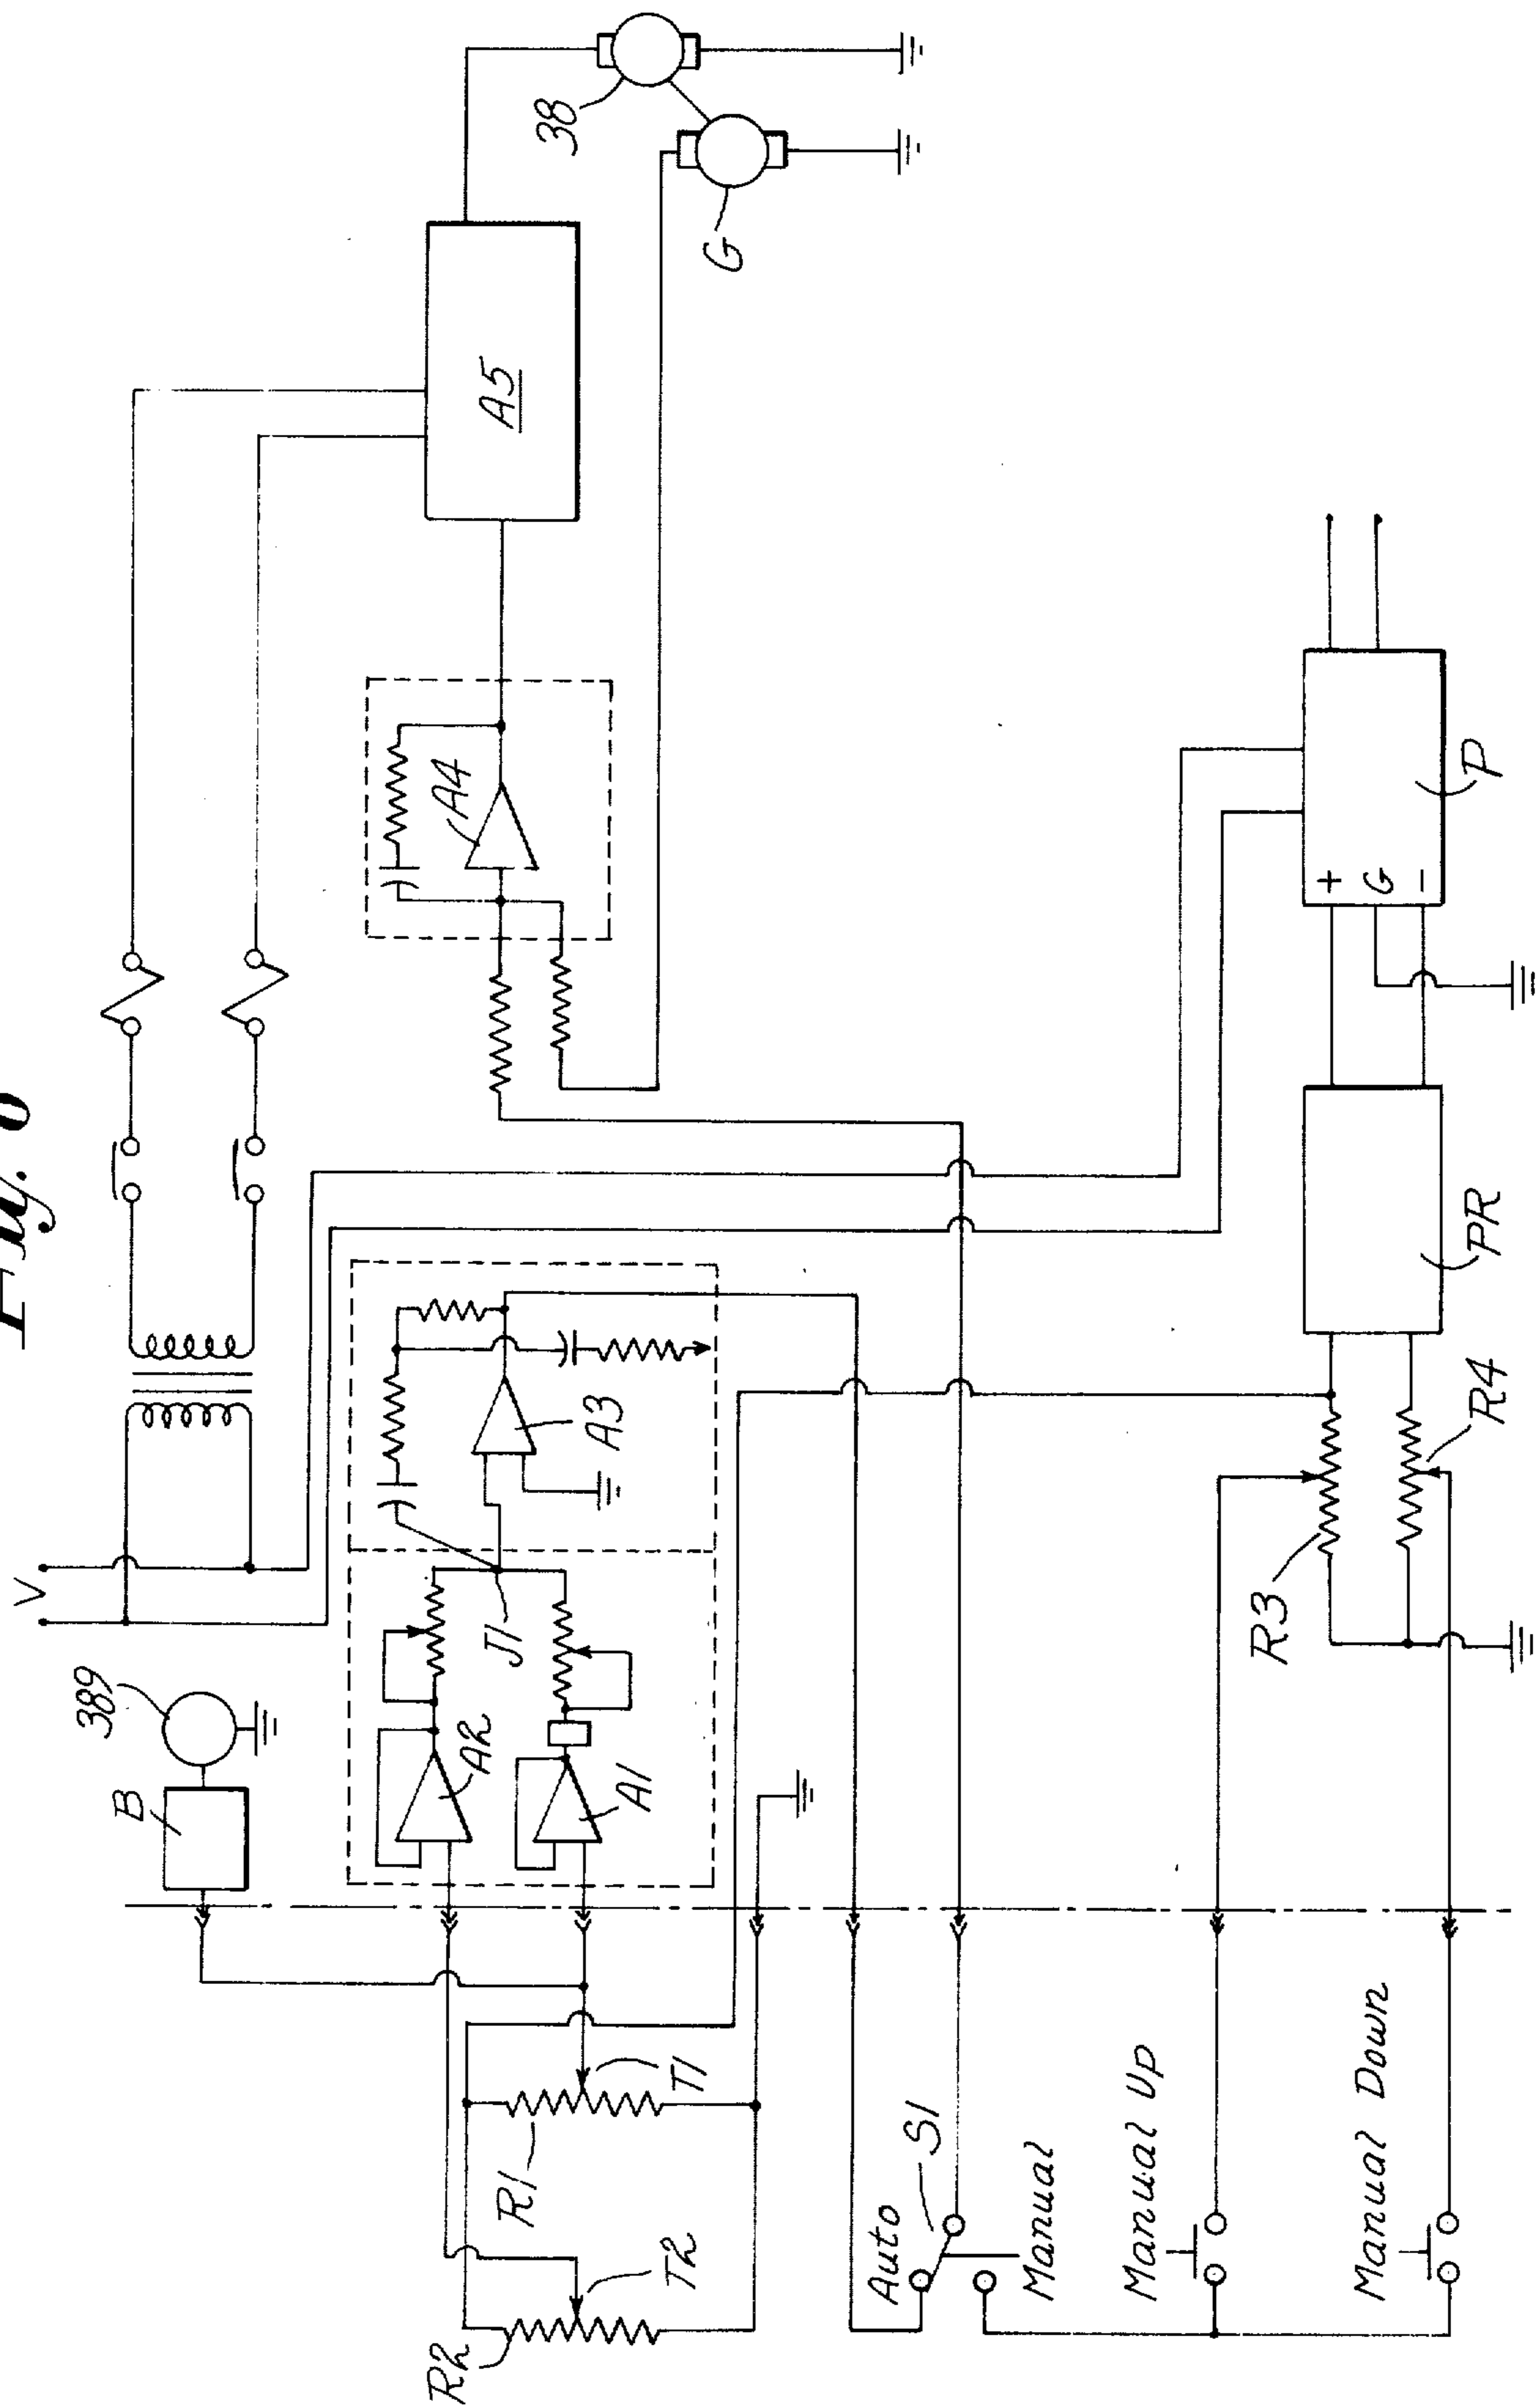 Fig. 6
V
389
B
38
G
A5
A4
A2
A1
J1
A3
T1
R1
T2
R2
S1
Auto
Manual
Manual Up
Manual Down
R3
R4
PR
+
G
-
P